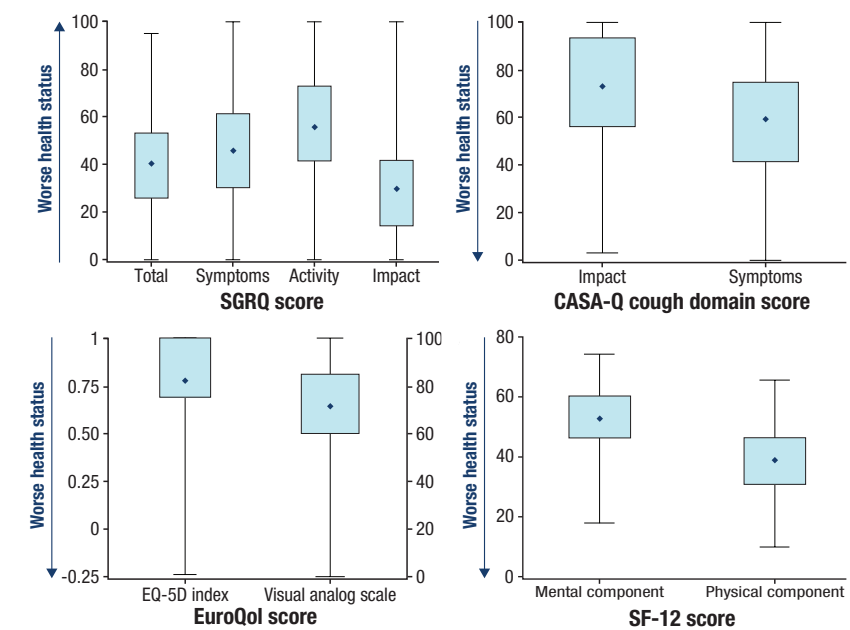 Worse health status
100
80
60
40
20
0
Total Symptoms Activity Impact
SGRQ score
Worse health status
100
80
60
40
20
0
Impact Symptoms
CASA-Q cough domain score
Worse health status
1
0.75
0.5
0.25
0
-0.25
100
80
60
40
20
0
EQ-5D index Visual analog scale
EuroQol score
Worse health status
80
60
40
20
0
Mental component Physical component
SF-12 score